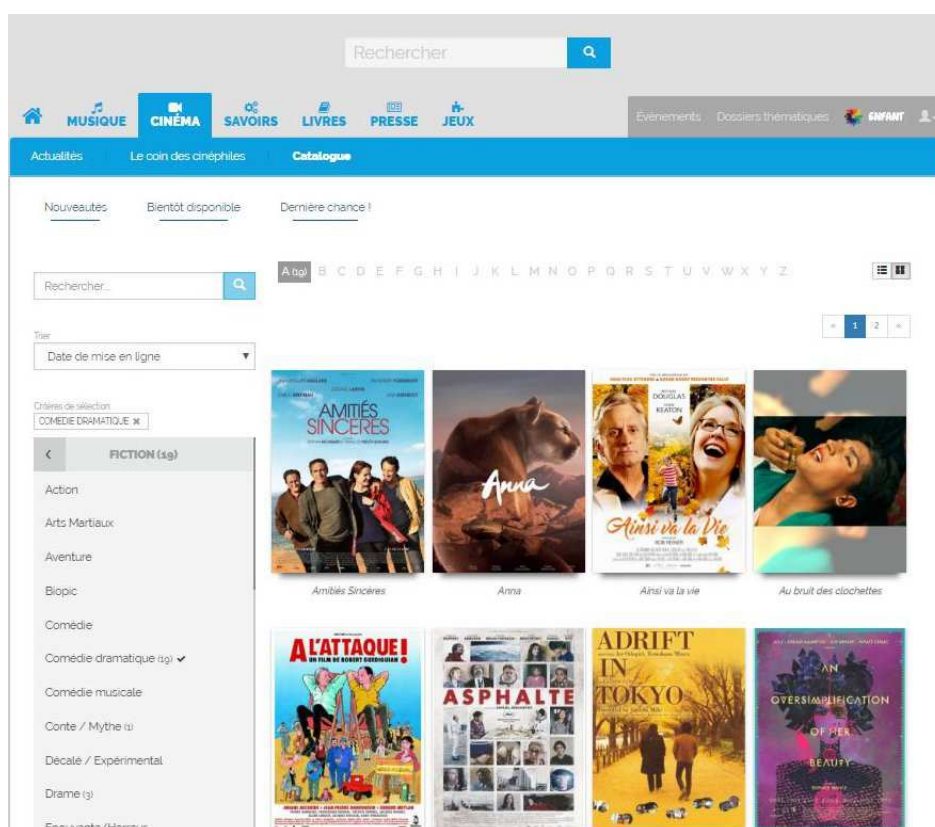 Rechercher
MUSIQUE CINÉMA SAVOIRS LIVRES PRESSE JEUX
Evénements Dossiers thématiques ENFANT
Actualités Le coin des cinéphiles Catalogue
Nouveautés Bientôt disponible Dernière chance !
Rechercher...
A (19) B C D E F G H I J K L M N O P Q R S T U V W X Y Z
« 1 2 »
Trier
Date de mise en ligne
Critères de sélection
COMEDIE DRAMATIQUE ×
FICTION (19)
Action
Arts Martiaux
Aventure
Biopic
Comédie
Comédie dramatique (19)
Comédie musicale
Conte / Mythe (1)
Décalé / Expérimental
Drame (3)
AMITIÉS
SINCÈRES
Anna
DOUGLAS
KEATON
Ainsi va la Vie
Amitiés Sincères
Anna
Ainsi va la vie
Au bruit des clochettes
A L'ATTAQUE !
UN FILM DE ROBERT GUEDIGUIAN
ASPHALTE
ADRIFT
IN
TOKYO
AN
OVERSIMPLIFICATION
OF HER
BEAUTY